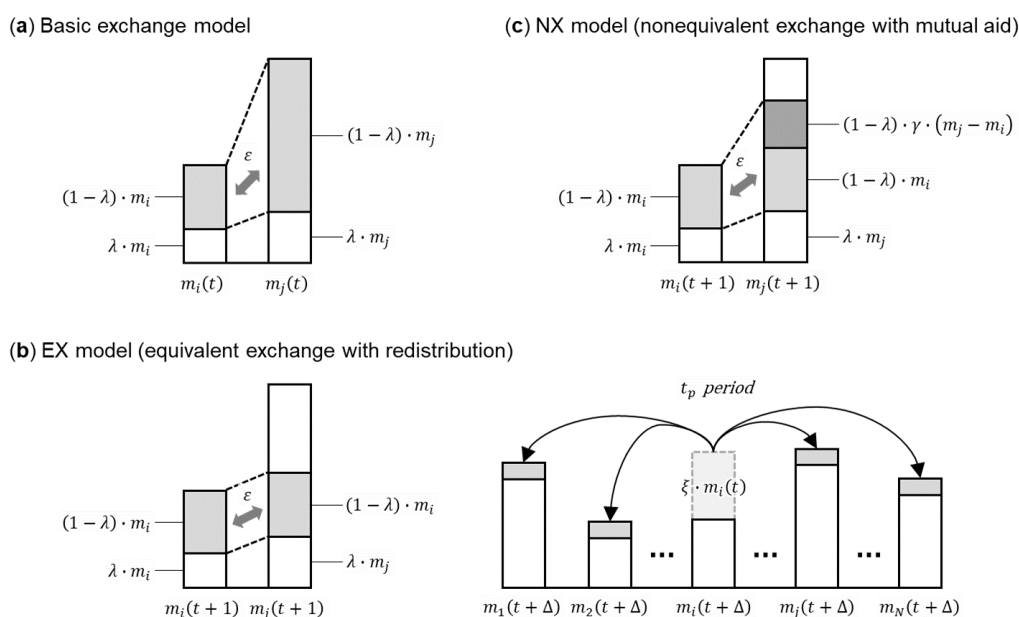 (a) Basic exchange model
ε
(1 − λ) · m_j
(1 − λ) · m_i
λ · m_i
λ · m_j
m_i(t) m_j(t)
(c) NX model (nonequivalent exchange with mutual aid)
(1 − λ) · γ · (m_j − m_i)
ε
(1 − λ) · m_i
(1 − λ) · m_i
λ · m_i
λ · m_j
m_i(t + 1) m_j(t + 1)
(b) EX model (equivalent exchange with redistribution)
ε
(1 − λ) · m_i
(1 − λ) · m_i
λ · m_i
λ · m_j
m_i(t + 1) m_j(t + 1)
t_p period
ξ · m_i(t)
... ... ...
m_1(t + Δ) m_2(t + Δ) m_i(t + Δ) m_j(t + Δ) m_N(t + Δ)